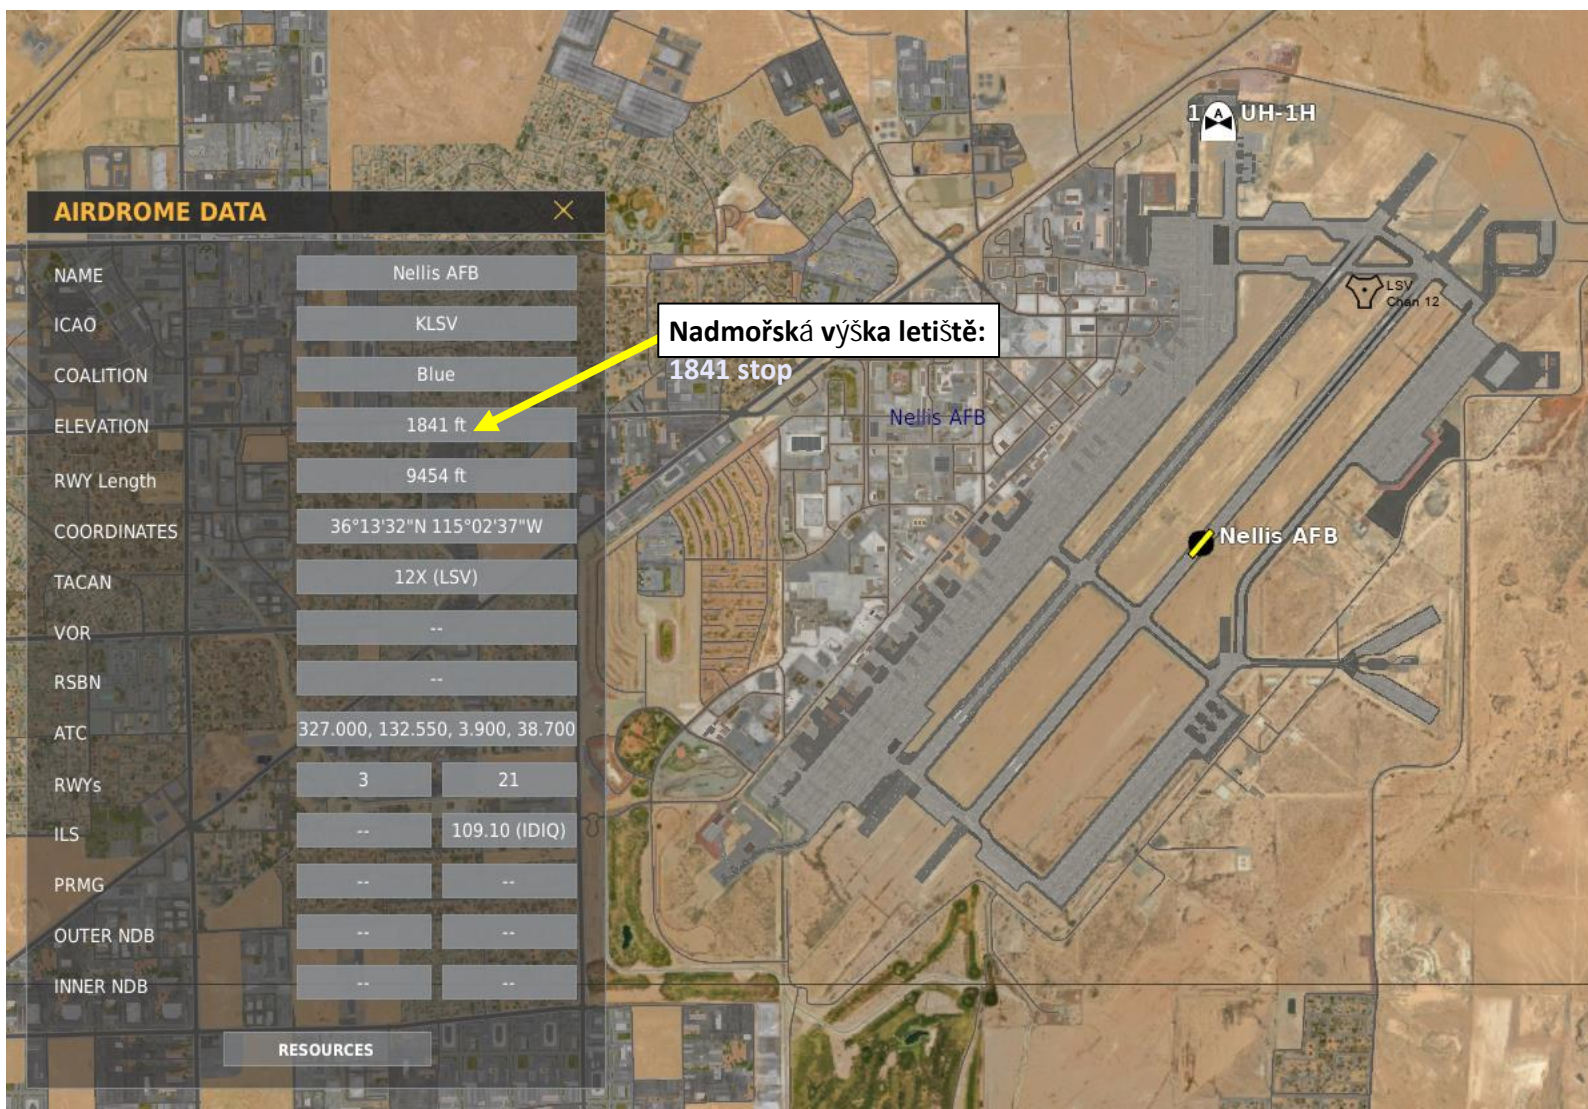 1 A UH-1H
AIRDROME DATA
NAME Nellis AFB
ICAO KLSV
COALITION Blue
ELEVATION 1841 ft
RWY Length 9454 ft
COORDINATES 36°13'32"N 115°02'37"W
TACAN 12X (LSV)
VOR --
RSBN --
ATC 327.000, 132.550, 3.900, 38.700
RWYs 3 21
ILS -- 109.10 (IDIQ)
PRMG -- --
OUTER NDB -- --
INNER NDB -- --
RESOURCES
Nadmořská výška letiště:
1841 stop
Nellis AFB
LSV
Chan 12
Nellis AFB